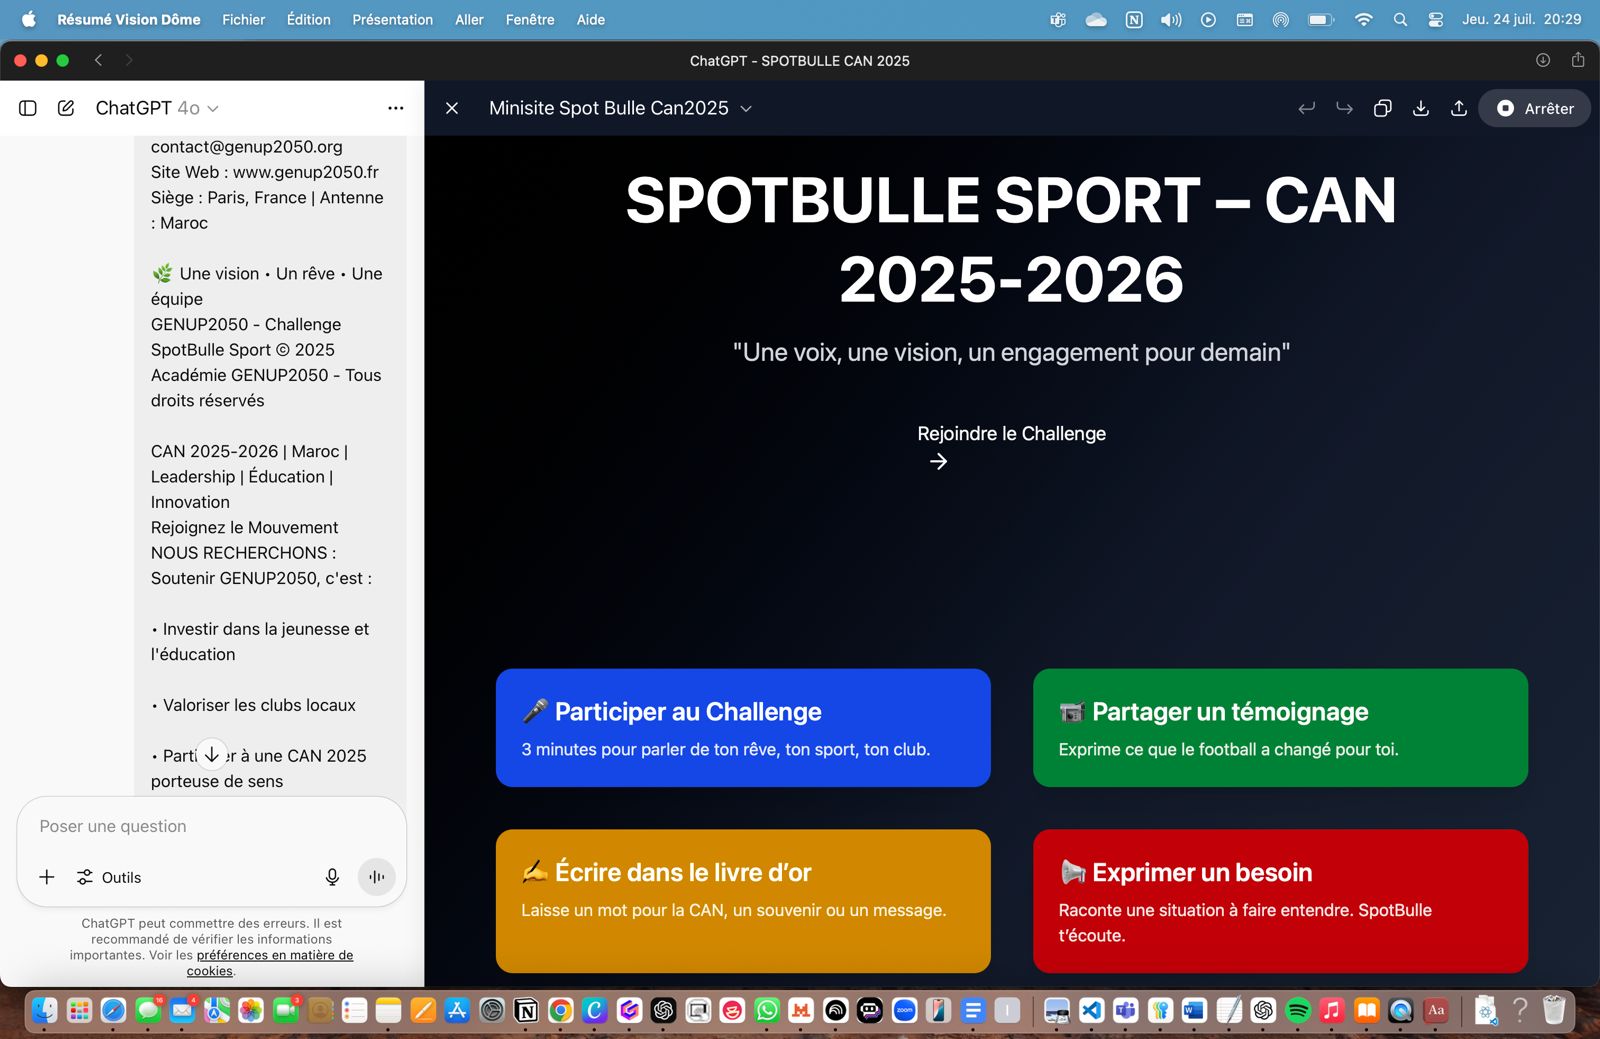 Résumé Vision Dôme Fichier Édition Présentation Aller Fenêtre Aide
Jeu. 24 juil. 20:29
ChatGPT - SPOTBULLE CAN 2025
ChatGPT 4o
contact@genup2050.org
Site Web : www.genup2050.fr
Siège : Paris, France | Antenne
: Maroc
🌿 Une vision • Un rêve • Une
équipe
GENUP2050 - Challenge
SpotBulle Sport © 2025
Académie GENUP2050 - Tous
droits réservés
CAN 2025-2026 | Maroc |
Leadership | Éducation |
Innovation
Rejoignez le Mouvement
NOUS RECHERCHONS :
Soutenir GENUP2050, c'est :
• Investir dans la jeunesse et
l'éducation
• Valoriser les clubs locaux
• Parti er à une CAN 2025
porteuse de sens
Poser une question
Outils
ChatGPT peut commettre des erreurs. Il est
recommandé de vérifier les informations
importantes. Voir les préférences en matière de
cookies.
Minisite Spot Bulle Can2025
Arrêter
SPOTBULLE SPORT – CAN
2025-2026
"Une voix, une vision, un engagement pour demain"
Rejoindre le Challenge
→
🎤 Participer au Challenge
3 minutes pour parler de ton rêve, ton sport, ton club.
📹 Partager un témoignage
Exprime ce que le football a changé pour toi.
✍️ Écrire dans le livre d’or
Laisse un mot pour la CAN, un souvenir ou un message.
📢 Exprimer un besoin
Raconte une situation à faire entendre. SpotBulle
t’écoute.
16
4
3
zoom
Aa